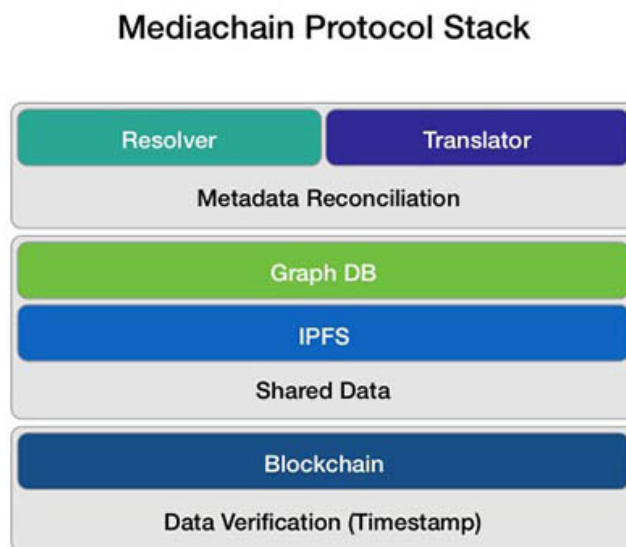 Mediachain Protocol Stack
Resolver Translator
Metadata Reconciliation
Graph DB
IPFS
Shared Data
Blockchain
Data Verification (Timestamp)